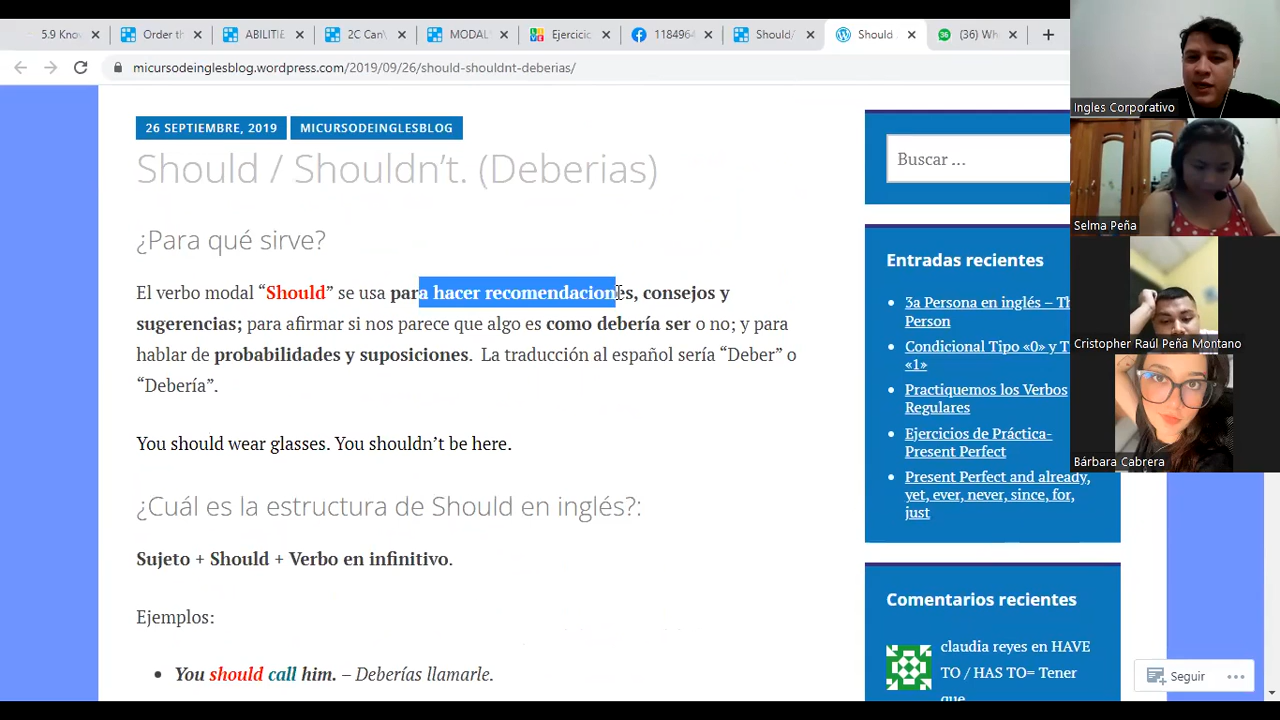 5.9 Kno
Order th
ABILITIE
2C Can\
MODAL'
Ejercicic
1184964
Should/
Should
(36) Wh
micursodeinglesblog.wordpress.com/2019/09/26/should-shouldnt-deberias/
26 SEPTIEMBRE, 2019
MICURSODEINGLESBLOG
Should / Shouldn't. (Deberias)
¿Para qué sirve?
El verbo modal “Should” se usa para hacer recomendaciones, consejos y
sugerencias; para afirmar si nos parece que algo es como debería ser o no; y para
hablar de probabilidades y suposiciones. La traducción al español sería “Deber” o
“Debería”.
You should wear glasses. You shouldn’t be here.
¿Cuál es la estructura de Should en inglés?:
Sujeto + Should + Verbo en infinitivo.
Ejemplos:
You should call him. – Deberías llamarle.
Buscar …
Entradas recientes
3a Persona en inglés – Th
Person
Condicional Tipo «0» y T
«1»
Practiquemos los Verbos
Regulares
Ejercicios de Práctica-
Present Perfect
Present Perfect and already,
yet, ever, never, since, for,
just
Comentarios recientes
claudia reyes en HAVE
TO / HAS TO= Tener
que
Seguir
Ingles Corporativo
Selma Peña
Cristopher Raúl Peña Montano
Bárbara Cabrera